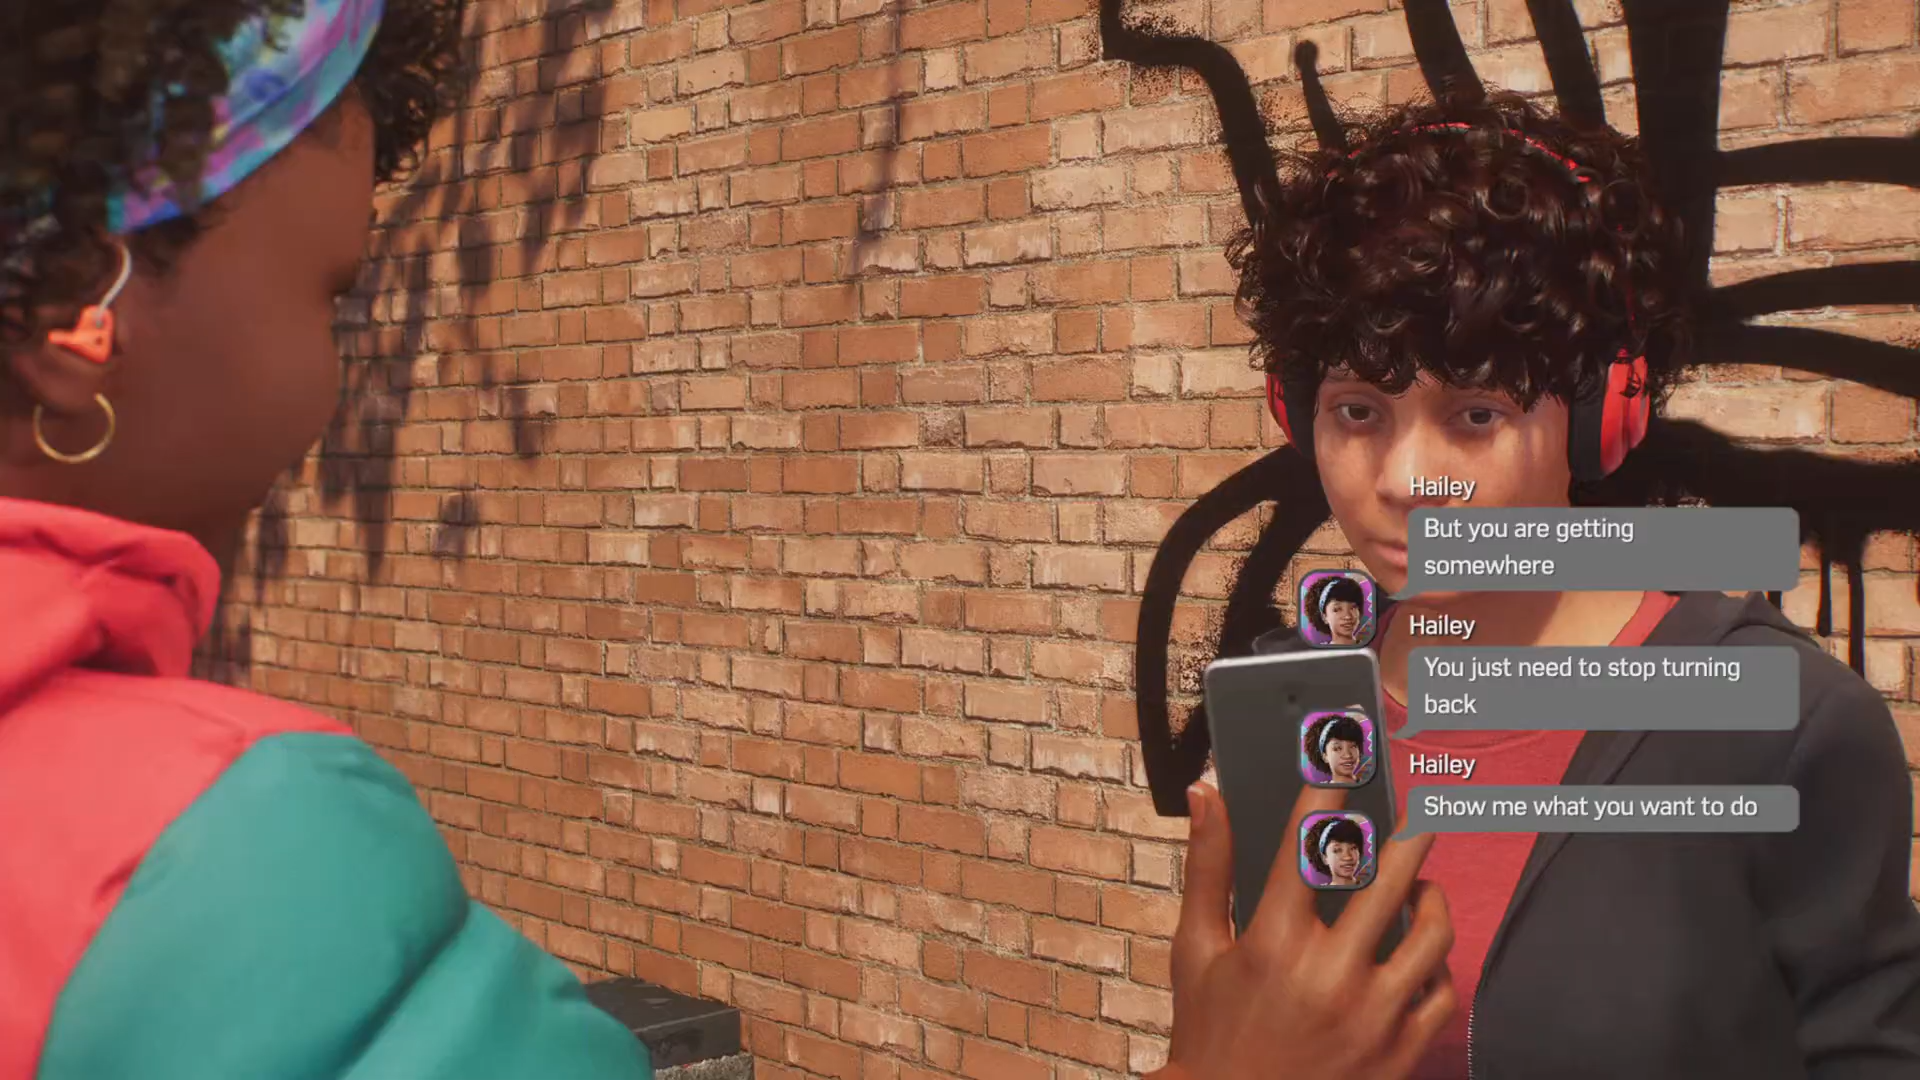 Hailey
But you are getting
somewhere
Hailey
You just need to stop turning
back
Hailey
Show me what you want to do